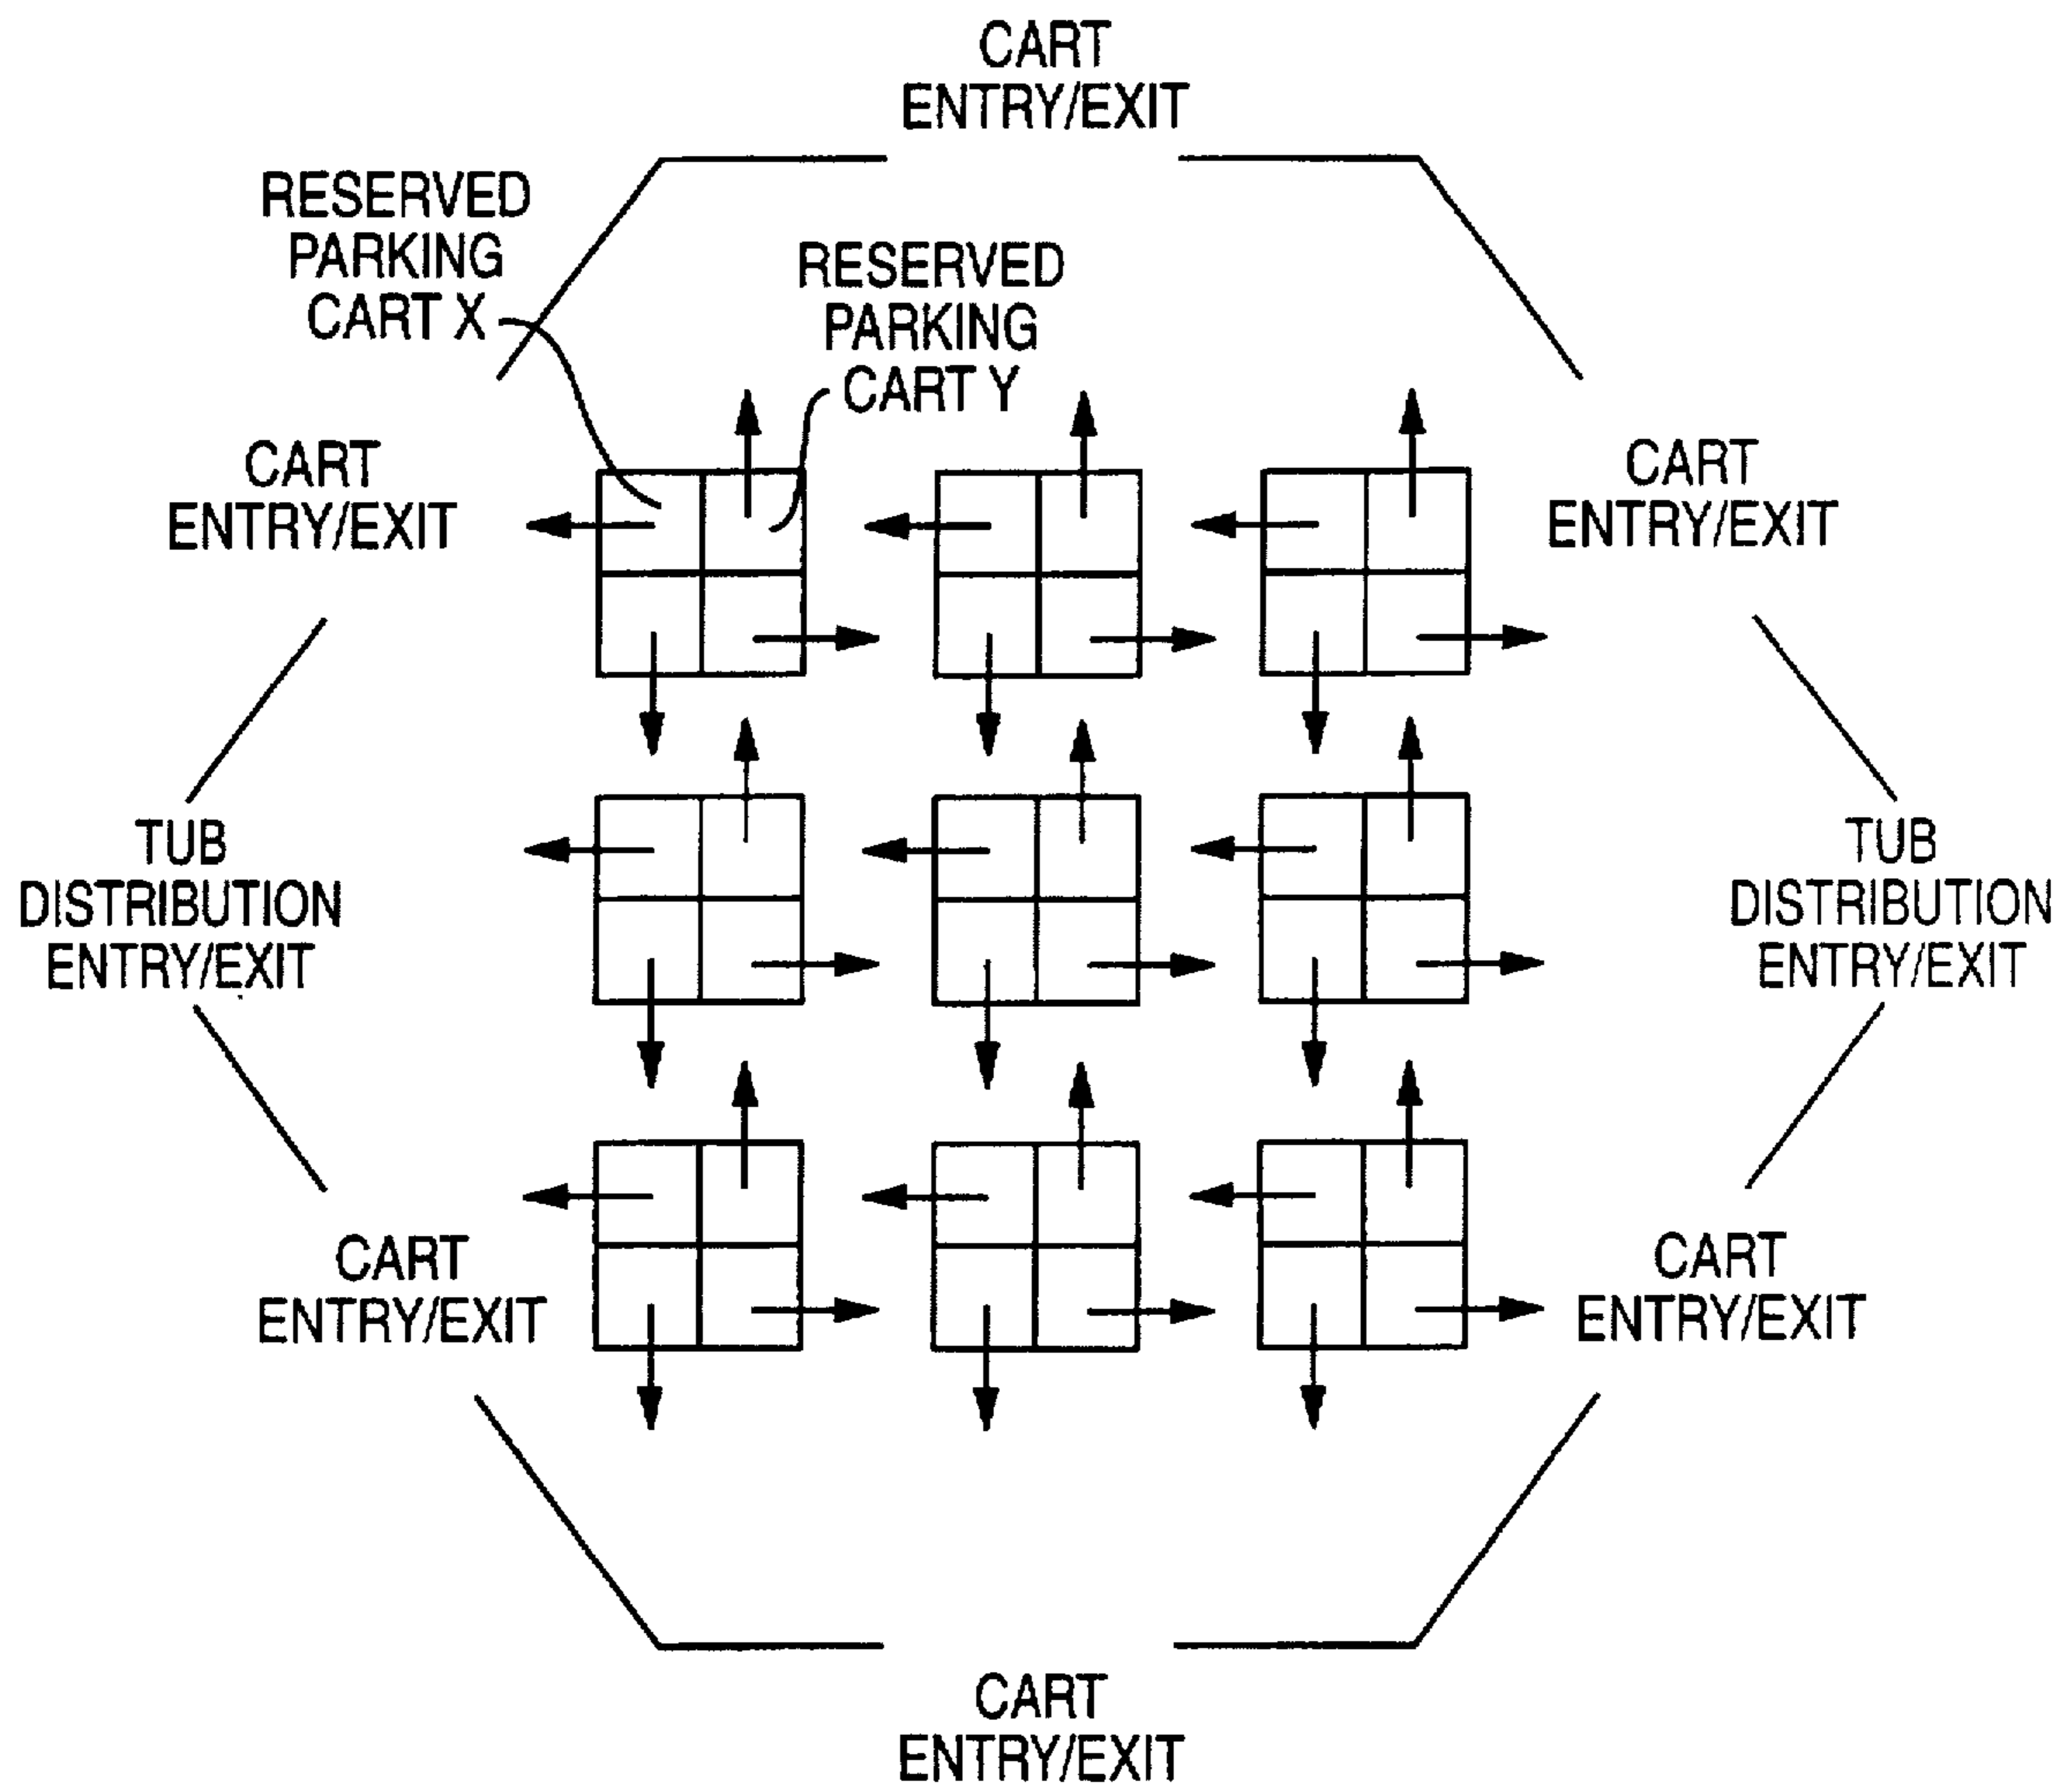 CART
ENTRY/EXIT
RESERVED
PARKING
CART X
RESERVED
PARKING
CART Y
CART
ENTRY/EXIT
CART
ENTRY/EXIT
TUB
DISTRIBUTION
ENTRY/EXIT
TUB
DISTRIBUTION
ENTRY/EXIT
CART
ENTRY/EXIT
CART
ENTRY/EXIT
CART
ENTRY/EXIT